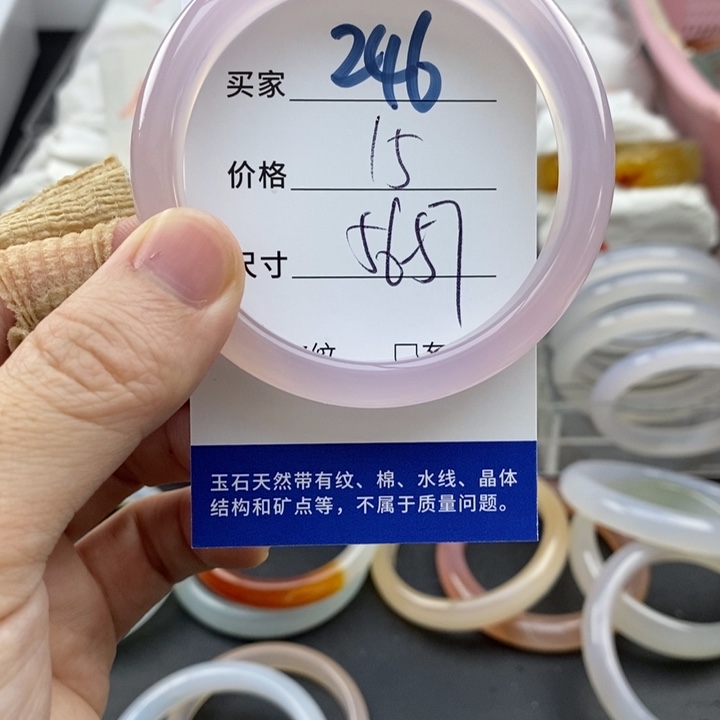 买家 246
价格 15
尺寸 5657
玉石天然带有纹、棉、水线、晶体
结构和矿点等，不属于质量问题。